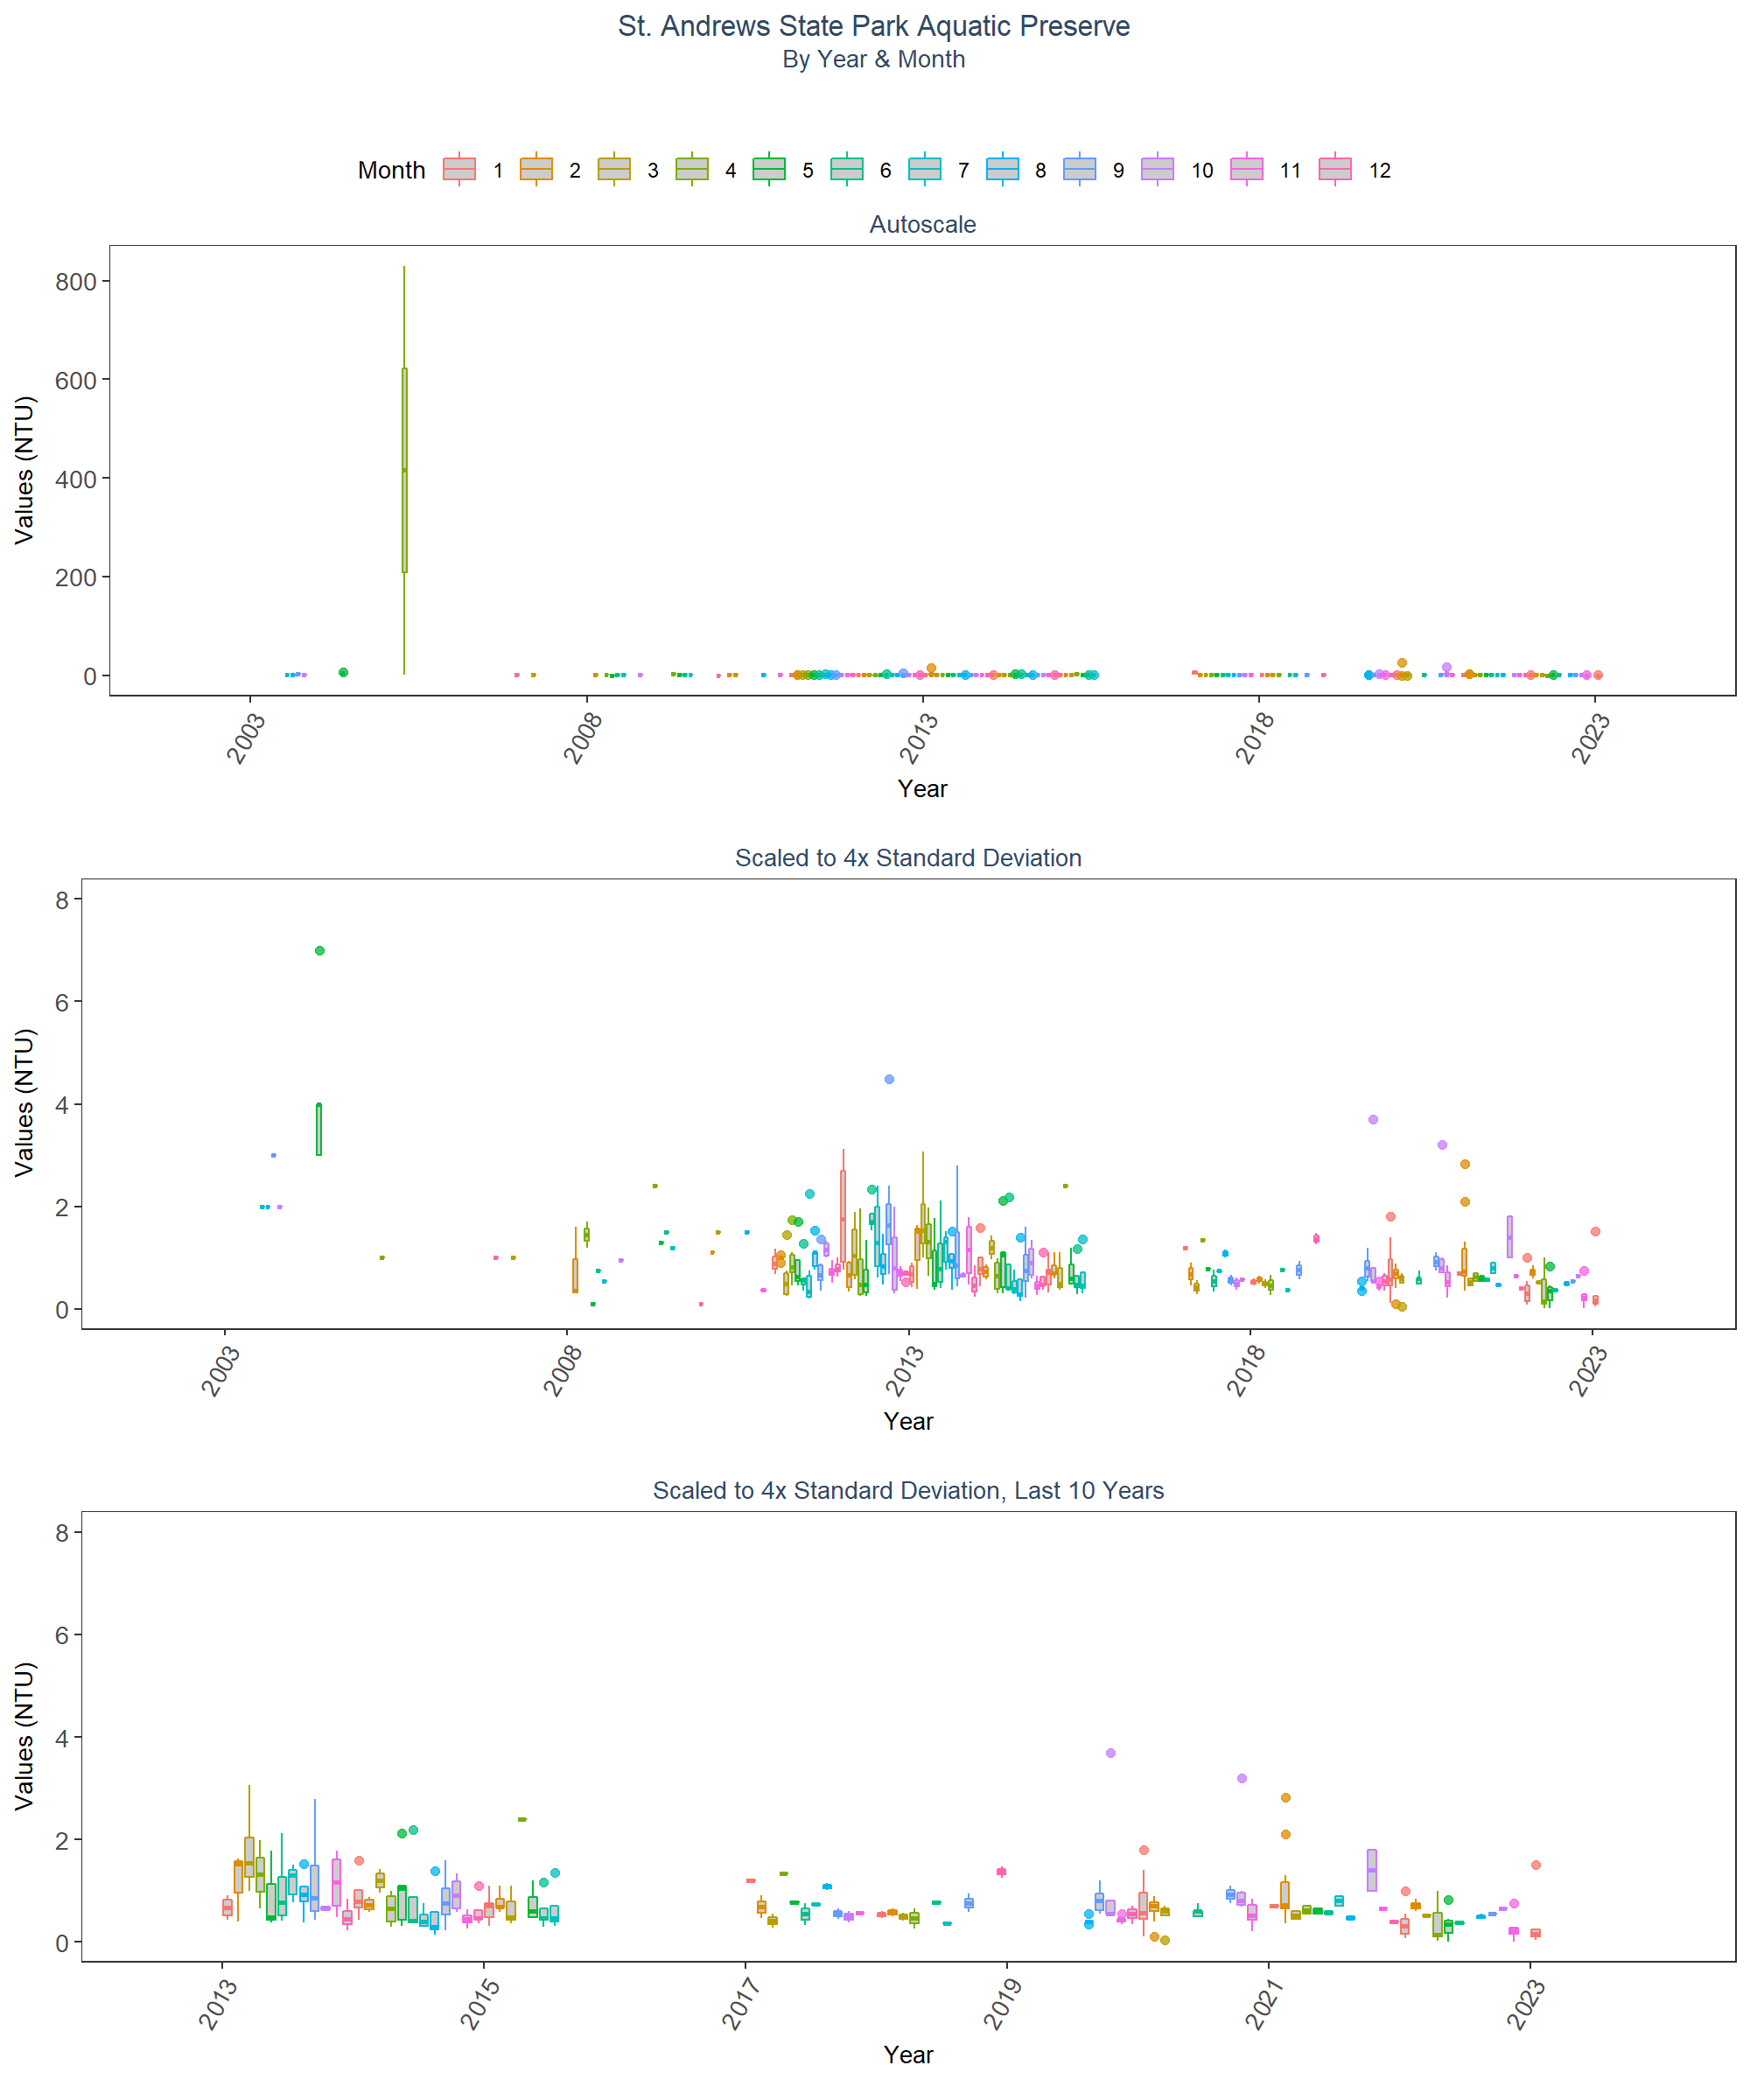 St. Andrews State Park Aquatic Preserve
By Year & Month
Month 1 2 3 4 5 6 7 8 9 10 11 12
Autoscale
Values (NTU)
800
600
400
200
0
2003 2008 2013 2018 2023
Year
Scaled to 4x Standard Deviation
Values (NTU)
8
6
4
2
0
2003 2008 2013 2018 2023
Year
Scaled to 4x Standard Deviation, Last 10 Years
Values (NTU)
8
6
4
2
0
2013 2015 2017 2019 2021 2023
Year